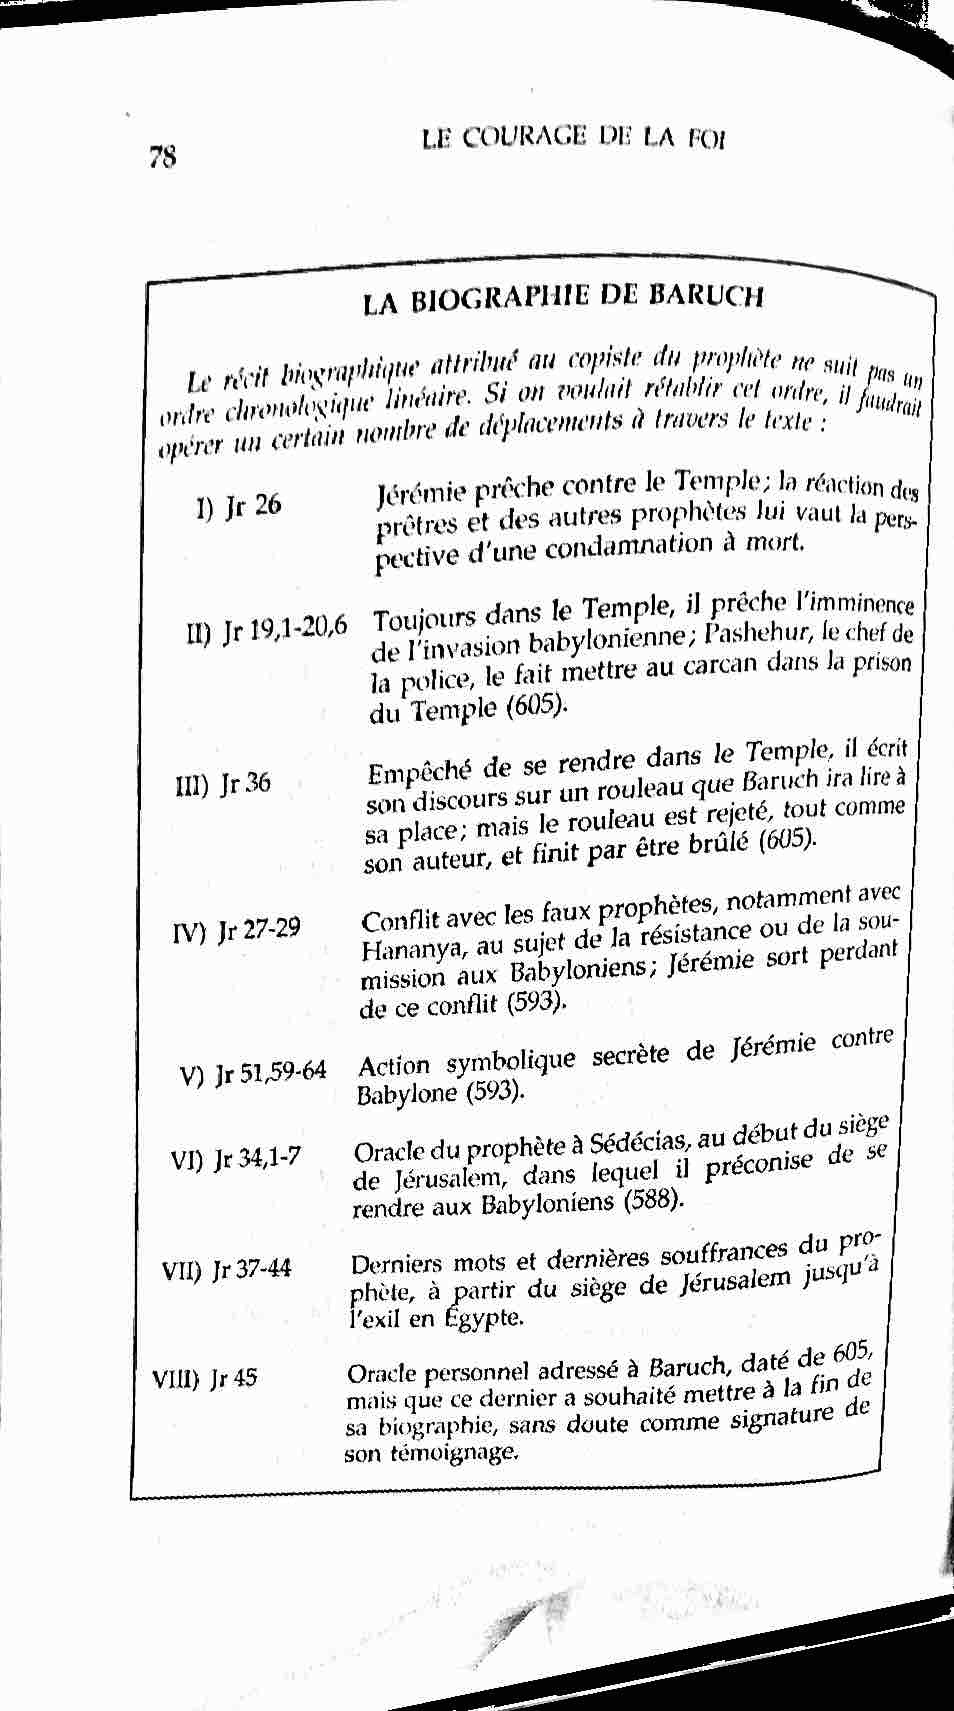 78
LE COURAGE DE LA FOI
LA BIOGRAPHIE DE BARUCH
Le récit biographique attribué au copiste du prophète ne suit pas un
ordre chronologique linéaire. Si on voulait rétablir cet ordre, il faudrait
opérer un certain nombre de déplacements à travers le texte :
I) Jr 26 Jérémie prêche contre le Temple; la réaction des
prêtres et des autres prophètes lui vaut la pers-
pective d'une condamnation à mort.
II) Jr 19,1-20,6 Toujours dans le Temple, il prêche l'imminence
de l'invasion babylonienne; Pashehur, le chef de
la police, le fait mettre au carcan dans la prison
du Temple (605).
III) Jr 36 Empêché de se rendre dans le Temple, il écrit
son discours sur un rouleau que Baruch ira lire à
sa place; mais le rouleau est rejeté, tout comme
son auteur, et finit par être brûlé (605).
IV) Jr 27-29 Conflit avec les faux prophètes, notamment avec
Hananya, au sujet de la résistance ou de la sou-
mission aux Babyloniens; Jérémie sort perdant
de ce conflit (593).
V) Jr 51,59-64 Action symbolique secrète de Jérémie contre
Babylone (593).
VI) Jr 34,1-7 Oracle du prophète à Sédécias, au début du siège
de Jérusalem, dans lequel il préconise de se
rendre aux Babyloniens (588).
VII) Jr 37-44 Derniers mots et dernières souffrances du pro-
phète, à partir du siège de Jérusalem jusqu'à
l'exil en Égypte.
VIII) Jr 45 Oracle personnel adressé à Baruch, daté de 605,
mais que ce dernier a souhaité mettre à la fin de
sa biographie, sans doute comme signature de
son témoignage.